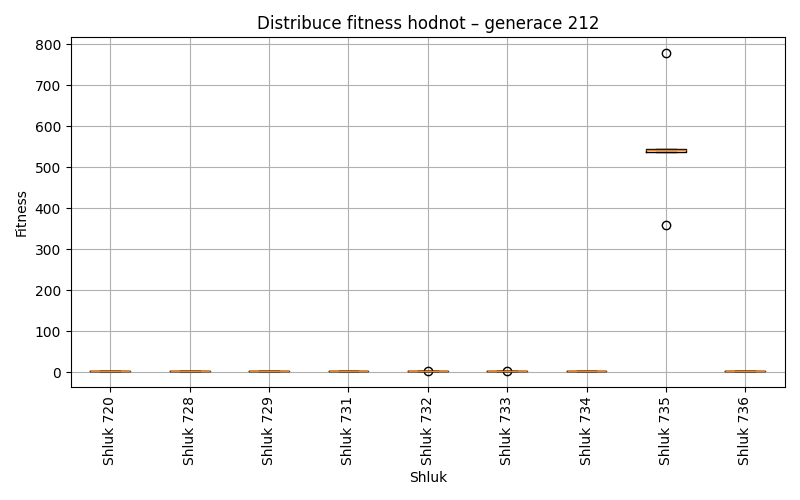 Distribuce fitness hodnot – generace 212
800
700
600
500
400
300
200
100
0
Fitness
Shluk 720
Shluk 728
Shluk 729
Shluk 731
Shluk 732
Shluk 733
Shluk 734
Shluk 735
Shluk 736
Shluk